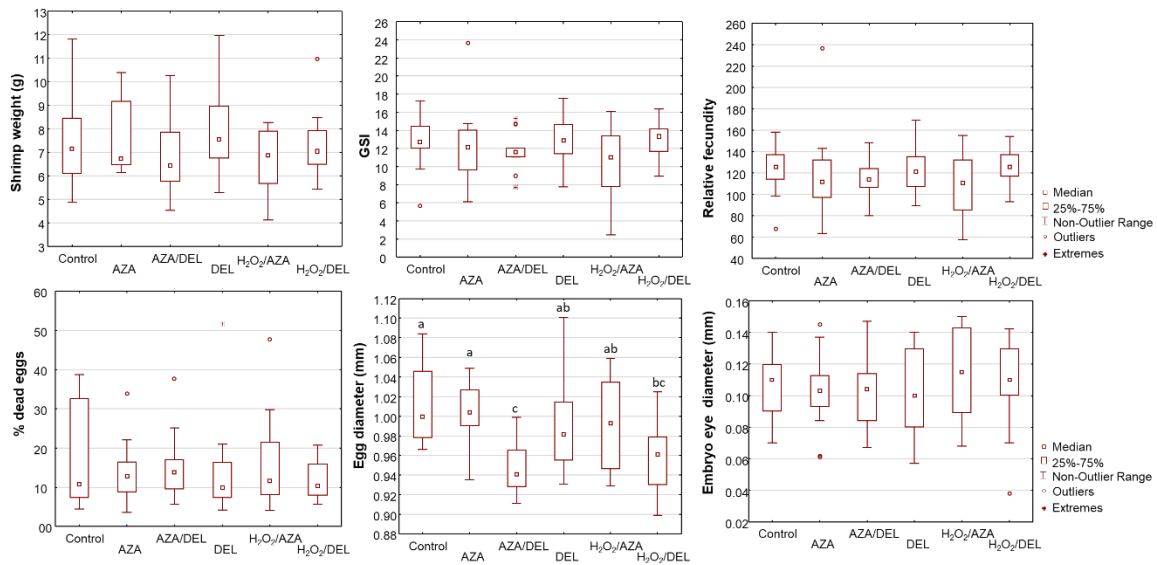 Shrimp weight (g)
13
12
11
10
9
8
7
6
5
4
3
Control
AZA
AZA/DEL
DEL
H₂O₂/AZA
H₂O₂/DEL
GSI
26
24
22
20
18
16
14
12
10
8
6
4
2
0
Control
AZA
AZA/DEL
DEL
H₂O₂/AZA
H₂O₂/DEL
Relative fecundity
260
240
220
200
180
160
140
120
100
80
60
40
Control
AZA
AZA/DEL
DEL
H₂O₂/AZA
H₂O₂/DEL
Median
25%-75%
Non-Outlier Range
Outliers
Extremes
% dead eggs
60
50
40
30
20
10
00
Control
AZA
AZA/DEL
DEL
H₂O₂/AZA
H₂O₂/DEL
Egg diameter (mm)
1.12
1.10
1.08
1.06
1.04
1.02
1.00
0.98
0.96
0.94
0.92
0.90
0.88
a
a
c
ab
ab
bc
Control
AZA
AZA/DEL
DEL
H₂O₂/AZA
H₂O₂/DEL
Embryo eye diameter (mm)
0.16
0.14
0.12
0.10
0.08
0.06
0.04
0.02
Control
AZA
AZA/DEL
DEL
H₂O₂/AZA
H₂O₂/DEL
Median
25%-75%
Non-Outlier Range
Outliers
Extremes